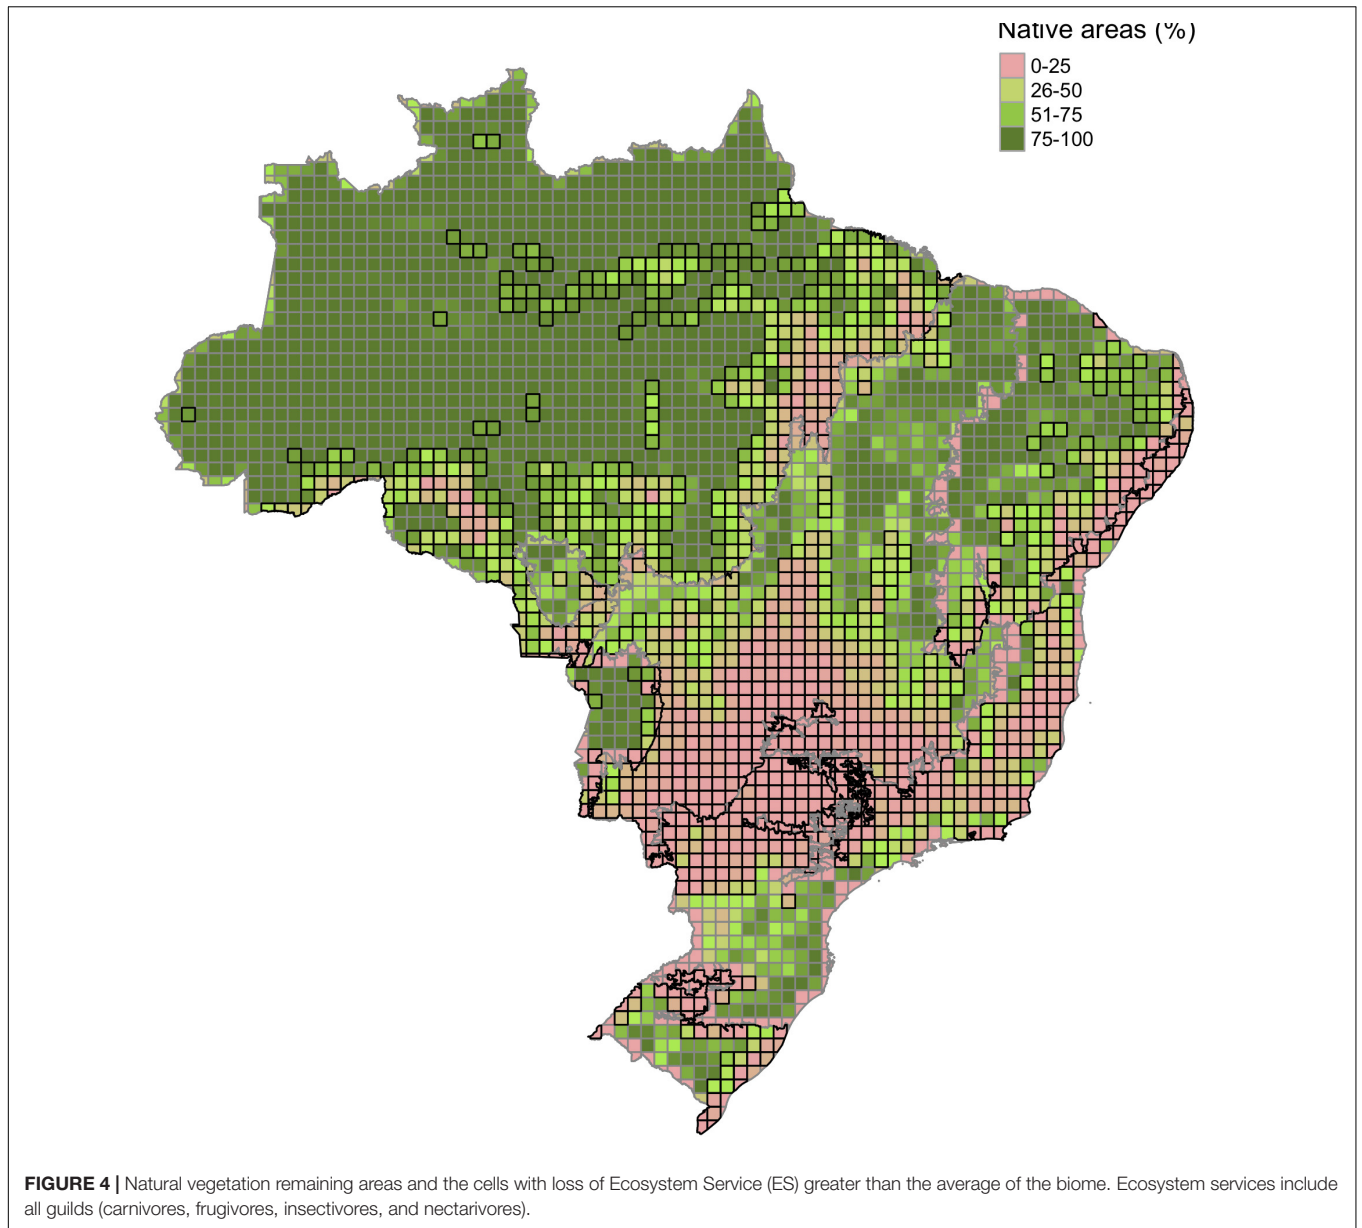 Native areas (%)
0-25
26-50
51-75
75-100
FIGURE 4 | Natural vegetation remaining areas and the cells with loss of Ecosystem Service (ES) greater than the average of the biome. Ecosystem services include
all guilds (carnivores, frugivores, insectivores, and nectarivores).